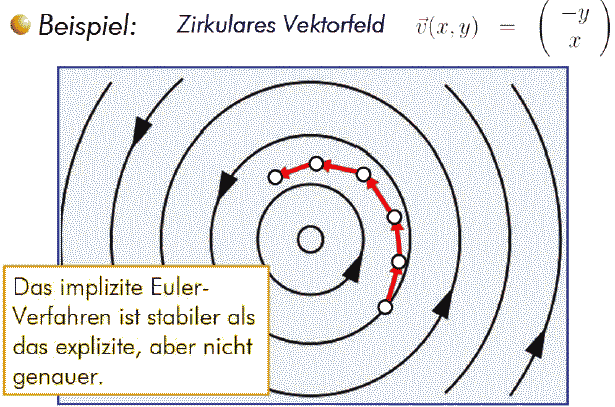 Beispiel: Zirkulares Vektorfeld v⃗(x, y) = ( −y
x )
Das implizite Euler-
Verfahren ist stabiler als
das explizite, aber nicht
genauer.